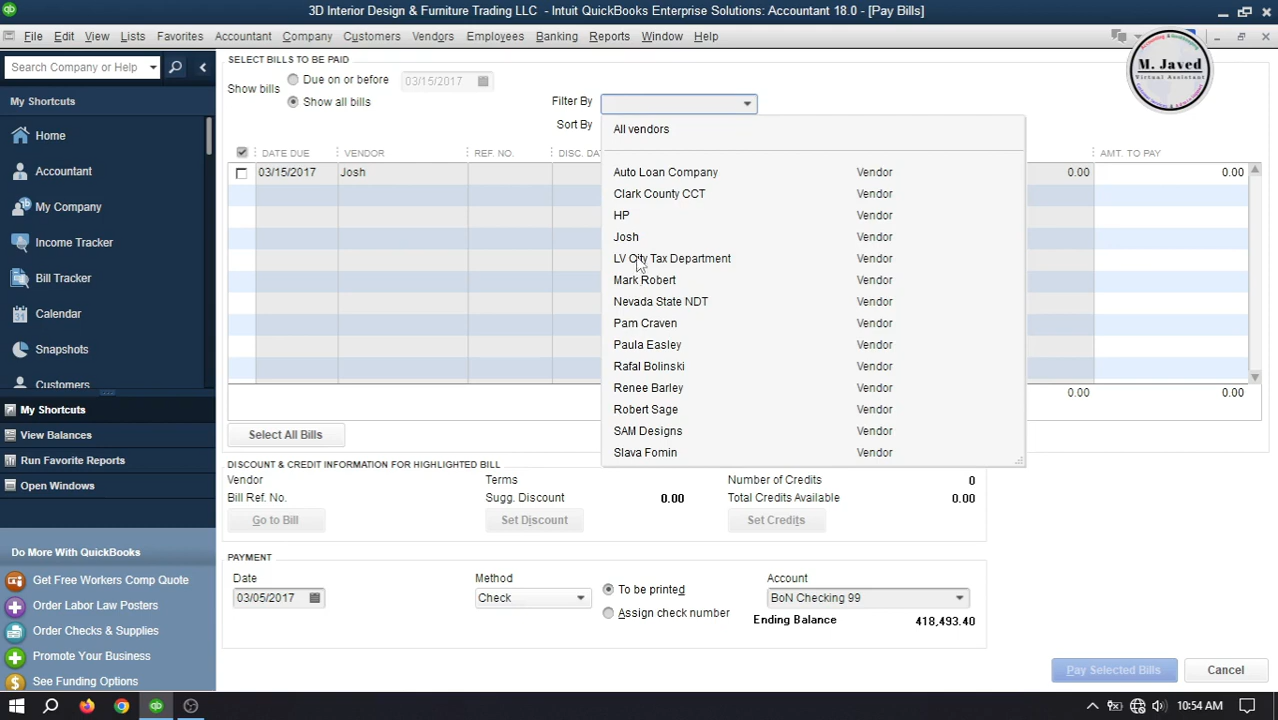 3D Interior Design & Furniture Trading LLC - Intuit QuickBooks Enterprise Solutions: Accountant 18.0 - [Pay Bills]
File Edit View Lists Favorites Accountant Company Customers Vendors Employees Banking Reports Window Help
M. Javed
Virtual Assistant
Search Company or Help
My Shortcuts
Home
Accountant
My Company
Income Tracker
Bill Tracker
Calendar
Snapshots
Customers
My Shortcuts
View Balances
Run Favorite Reports
Open Windows
Do More With QuickBooks
Get Free Workers Comp Quote
Order Labor Law Posters
Order Checks & Supplies
Promote Your Business
See Funding Options
SELECT BILLS TO BE PAID
Show bills
Due on or before 03/15/2017
Show all bills
Filter By
Sort By
DATE DUE VENDOR REF. NO. DISC. DA AMT. TO PAY
03/15/2017 Josh 0.00 0.00
0.00 0.00
All vendors
Auto Loan Company Vendor
Clark County CCT Vendor
HP Vendor
Josh Vendor
LV City Tax Department Vendor
Mark Robert Vendor
Nevada State NDT Vendor
Pam Craven Vendor
Paula Easley Vendor
Rafal Bolinski Vendor
Renee Barley Vendor
Robert Sage Vendor
SAM Designs Vendor
Slava Fomin Vendor
Select All Bills
DISCOUNT & CREDIT INFORMATION FOR HIGHLIGHTED BILL
Vendor Terms Number of Credits 0
Bill Ref. No. Sugg. Discount 0.00 Total Credits Available 0.00
Go to Bill Set Discount Set Credits
PAYMENT
Date Method Account
03/05/2017 Check To be printed BoN Checking 99
Assign check number Ending Balance 418,493.40
Pay Selected Bills Cancel
10:54 AM